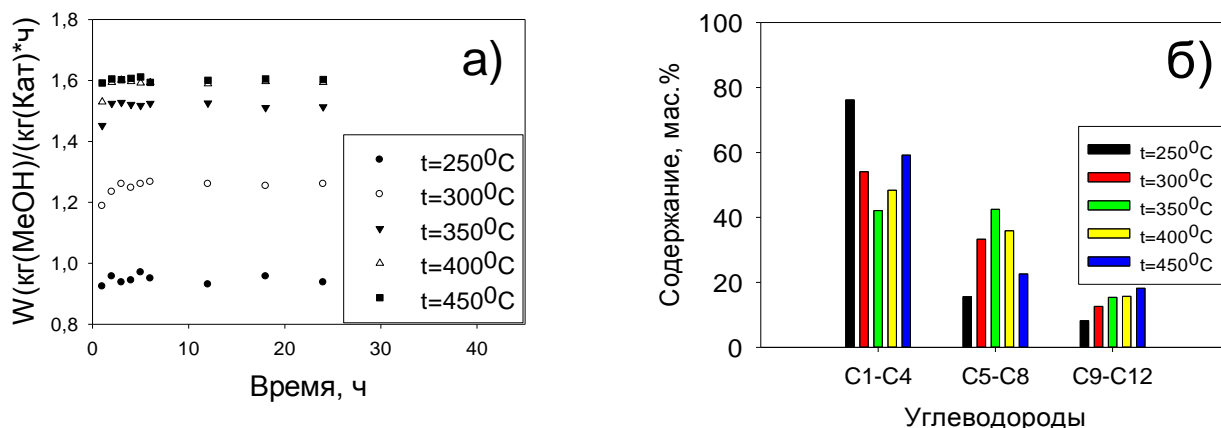 а)
W(кг(MeOH)/(кг(Кат)*ч)
1,8
1,6
1,4
1,2
1,0
0,8
0 10 20 30 40
Время, ч
t=250⁰C
t=300⁰C
t=350⁰C
t=400⁰C
t=450⁰C
б)
Содержание, мас.%
100
80
60
40
20
0
C1-C4 C5-C8 C9-C12
Углеводороды
t=250⁰C
t=300⁰C
t=350⁰C
t=400⁰C
t=450⁰C